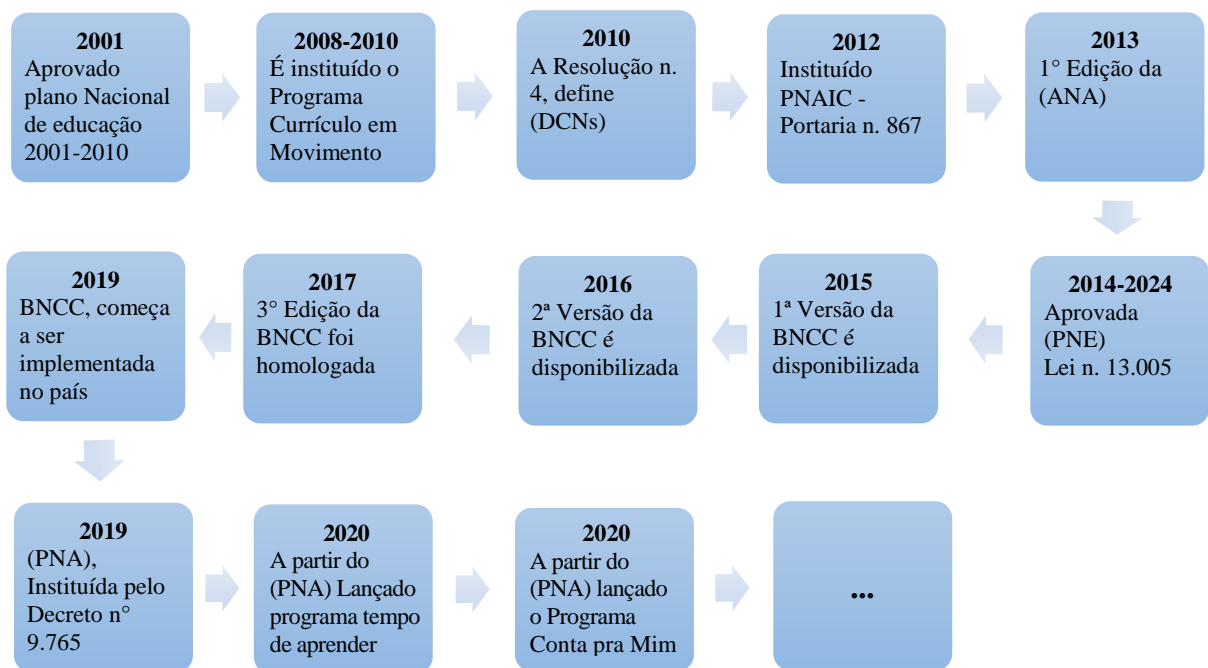 2001
Aprovado
plano Nacional
de educação
2001-2010
2008-2010
É instituído o
Programa
Currículo em
Movimento
2010
A Resolução n.
4, define
(DCNs)
2012
Instituído
PNAIC -
Portaria n. 867
2013
1° Edição da
(ANA)
2014-2024
Aprovada
(PNE)
Lei n. 13.005
2015
1ª Versão da
BNCC é
disponibilizada
2016
2ª Versão da
BNCC é
disponibilizada
2017
3° Edição da
BNCC foi
homologada
2019
BNCC, começa
a ser
implementada
no país
2019
(PNA),
Instituída pelo
Decreto n°
9.765
2020
A partir do
(PNA) Lançado
programa tempo
de aprender
2020
A partir do
(PNA) lançado
o Programa
Conta pra Mim
...